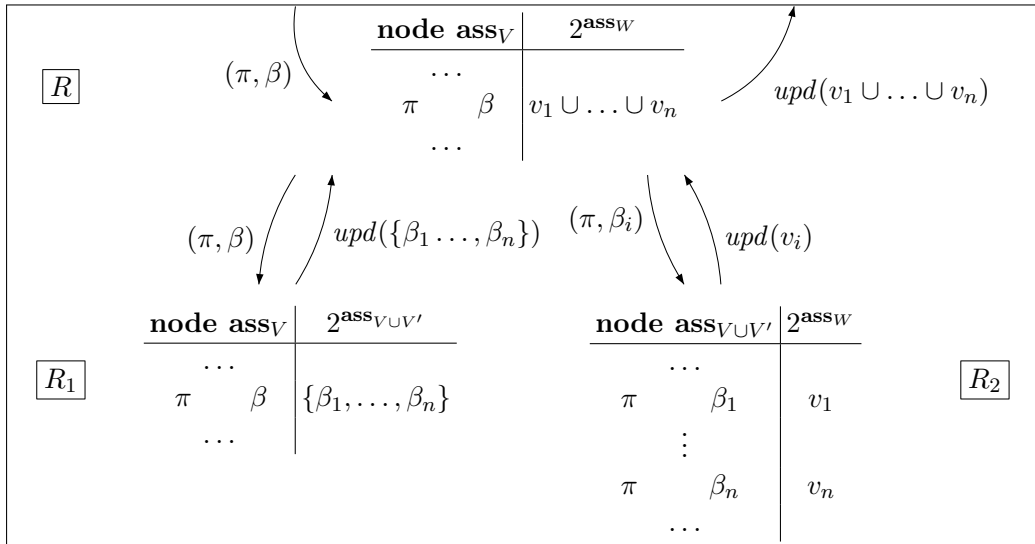 node ass_V 2^{ass_W}
...
π β v_1 ∪ ... ∪ v_n
...
R
(π, β)
upd(v_1 ∪ ... ∪ v_n)
(π, β)
upd({β_1 ..., β_n})
(π, β_i)
upd(v_i)
node ass_V 2^{ass_{V∪V'}}
...
π β {β_1, ..., β_n}
...
R_1
node ass_{V∪V'} 2^{ass_W}
...
π β_1 v_1
⋮
π β_n v_n
...
R_2